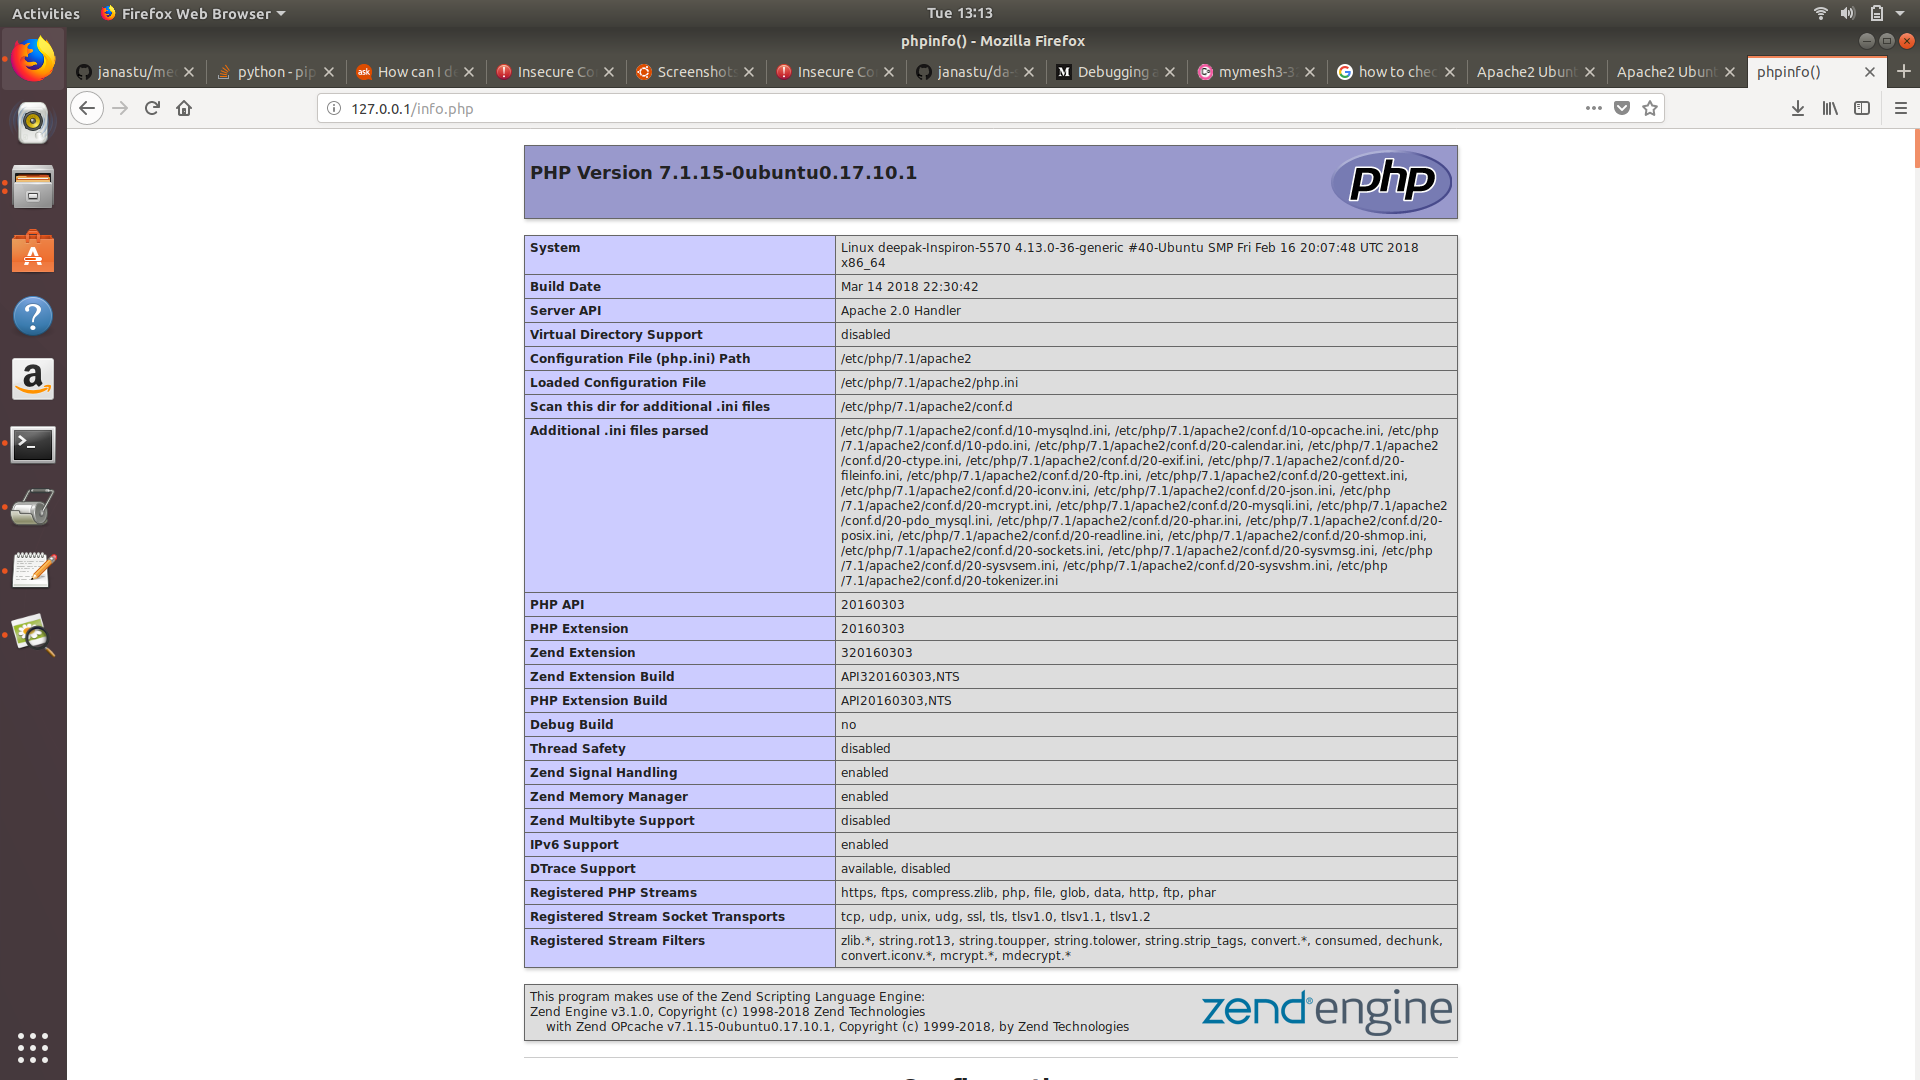 Activities Firefox Web Browser Tue 13:13
phpinfo() - Mozilla Firefox
janastu/me python - pip ask How can I de Insecure Co Screenshots Insecure Co janastu/da- M Debugging a mymesh3-3 G how to chec Apache2 Ubun Apache2 Ubun phpinfo()
127.0.0.1/info.php
PHP Version 7.1.15-0ubuntu0.17.10.1 php
System Linux deepak-Inspiron-5570 4.13.0-36-generic #40-Ubuntu SMP Fri Feb 16 20:07:48 UTC 2018
x86_64
Build Date Mar 14 2018 22:30:42
Server API Apache 2.0 Handler
Virtual Directory Support disabled
Configuration File (php.ini) Path /etc/php/7.1/apache2
Loaded Configuration File /etc/php/7.1/apache2/php.ini
Scan this dir for additional .ini files /etc/php/7.1/apache2/conf.d
Additional .ini files parsed /etc/php/7.1/apache2/conf.d/10-mysqlnd.ini, /etc/php/7.1/apache2/conf.d/10-opcache.ini, /etc/php
/7.1/apache2/conf.d/10-pdo.ini, /etc/php/7.1/apache2/conf.d/20-calendar.ini, /etc/php/7.1/apache2
/conf.d/20-ctype.ini, /etc/php/7.1/apache2/conf.d/20-exif.ini, /etc/php/7.1/apache2/conf.d/20-
fileinfo.ini, /etc/php/7.1/apache2/conf.d/20-ftp.ini, /etc/php/7.1/apache2/conf.d/20-gettext.ini,
/etc/php/7.1/apache2/conf.d/20-iconv.ini, /etc/php/7.1/apache2/conf.d/20-json.ini, /etc/php
/7.1/apache2/conf.d/20-mcrypt.ini, /etc/php/7.1/apache2/conf.d/20-mysqli.ini, /etc/php/7.1/apache2
/conf.d/20-pdo_mysql.ini, /etc/php/7.1/apache2/conf.d/20-phar.ini, /etc/php/7.1/apache2/conf.d/20-
posix.ini, /etc/php/7.1/apache2/conf.d/20-readline.ini, /etc/php/7.1/apache2/conf.d/20-shmop.ini,
/etc/php/7.1/apache2/conf.d/20-sockets.ini, /etc/php/7.1/apache2/conf.d/20-sysvmsg.ini, /etc/php
/7.1/apache2/conf.d/20-sysvsem.ini, /etc/php/7.1/apache2/conf.d/20-sysvshm.ini, /etc/php
/7.1/apache2/conf.d/20-tokenizer.ini
PHP API 20160303
PHP Extension 20160303
Zend Extension 320160303
Zend Extension Build API320160303,NTS
PHP Extension Build API20160303,NTS
Debug Build no
Thread Safety disabled
Zend Signal Handling enabled
Zend Memory Manager enabled
Zend Multibyte Support disabled
IPv6 Support enabled
DTrace Support available, disabled
Registered PHP Streams https, ftps, compress.zlib, php, file, glob, data, http, ftp, phar
Registered Stream Socket Transports tcp, udp, unix, udg, ssl, tls, tlsv1.0, tlsv1.1, tlsv1.2
Registered Stream Filters zlib.*, string.rot13, string.toupper, string.tolower, string.strip_tags, convert.*, consumed, dechunk,
convert.iconv.*, mcrypt.*, mdecrypt.*
This program makes use of the Zend Scripting Language Engine:
Zend Engine v3.1.0, Copyright (c) 1998-2018 Zend Technologies
with Zend OPcache v7.1.15-0ubuntu0.17.10.1, Copyright (c) 1999-2018, by Zend Technologies
zend® engine